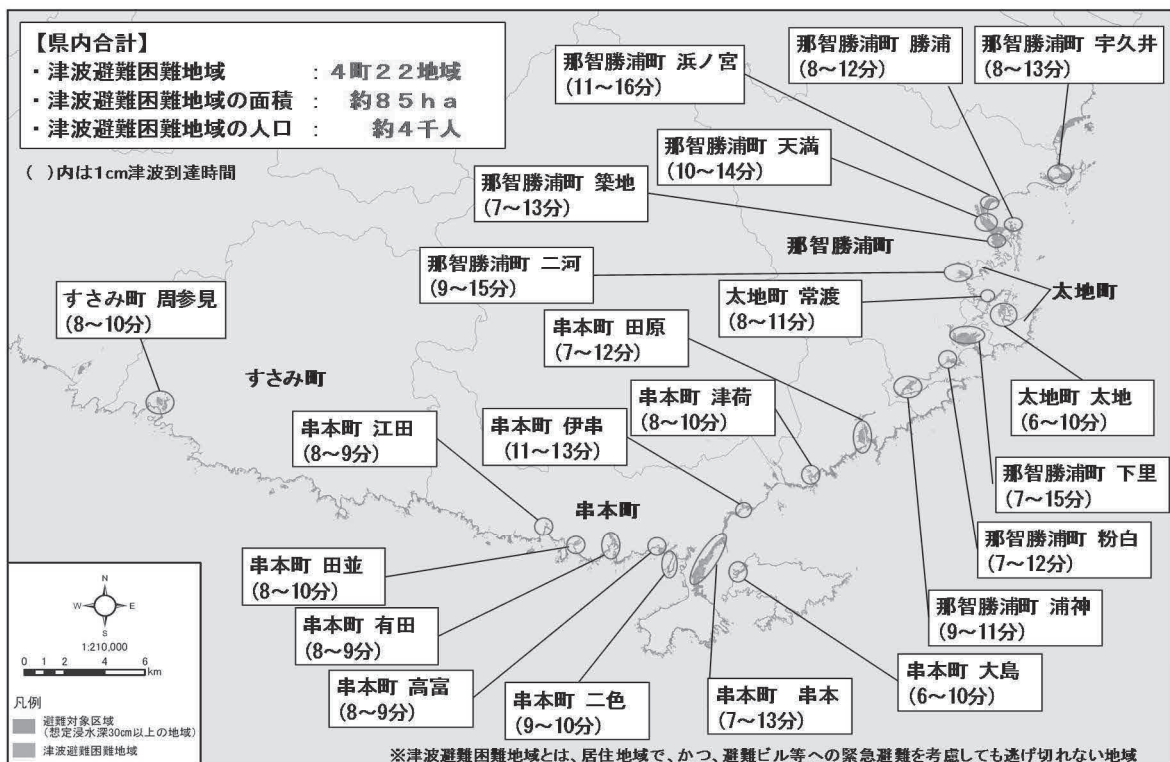 【県内合計】
・津波避難困難地域 : 4町22地域
・津波避難困難地域の面積 : 約85ha
・津波避難困難地域の人口 : 約4千人
( )内は1cm津波到達時間
那智勝浦町 浜ノ宮
(11~16分)
那智勝浦町 勝浦
(8~12分)
那智勝浦町 宇久井
(8~13分)
那智勝浦町 天満
(10~14分)
那智勝浦町 築地
(7~13分)
那智勝浦町
那智勝浦町 二河
(9~15分)
太地町 常渡
(8~11分)
太地町
すさみ町 周参見
(8~10分)
すさみ町
串本町 田原
(7~12分)
串本町 津荷
(8~10分)
太地町 太地
(6~10分)
串本町 江田
(8~9分)
串本町 伊串
(11~13分)
那智勝浦町 下里
(7~15分)
串本町
那智勝浦町 粉白
(7~12分)
串本町 田並
(8~10分)
那智勝浦町 浦神
(9~11分)
串本町 有田
(8~9分)
串本町 高富
(8~9分)
串本町 二色
(9~10分)
串本町 串本
(7~13分)
串本町 大島
(6~10分)
N
W E
S
1:210,000
0 1 2 4 6
km
凡例
避難対象区域
(想定浸水深30cm以上の地域)
津波避難困難地域
※津波避難困難地域とは、居住地域で、かつ、避難ビル等への緊急避難を考慮しても逃げ切れない地域